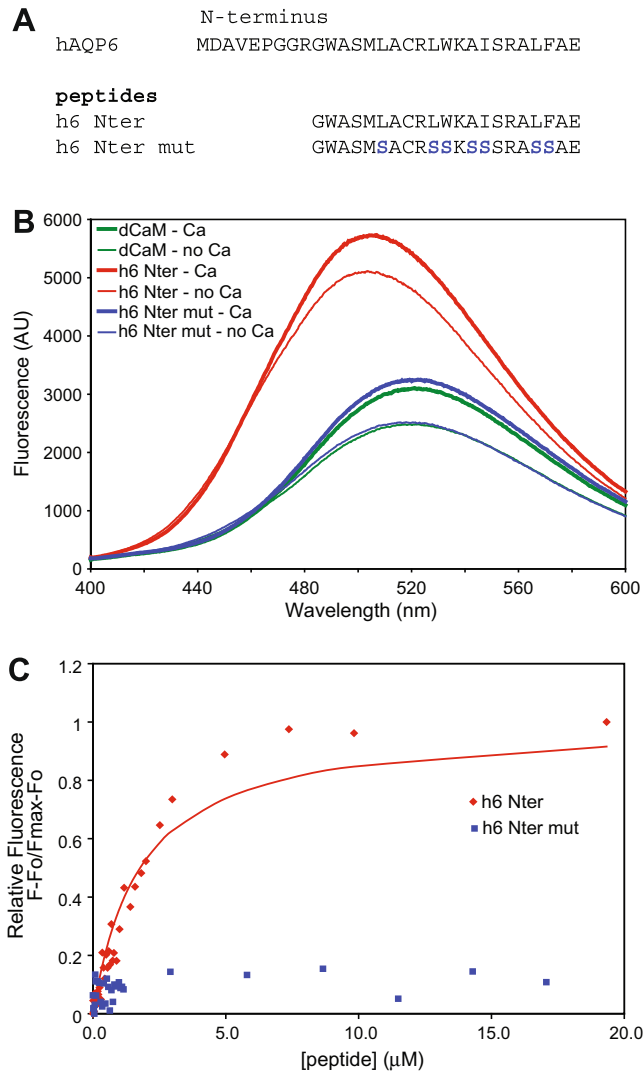 A
N-terminus
hAQP6 MDAVEPGGRGWASMLACRLWKAISRALFAE
peptides
h6 Nter GWASMLACRLWKAISRALFAE
h6 Nter mut GWASMSACRSSKASSRASSAE
B
6000
5000
4000
3000
2000
1000
0
Fluorescence (AU)
dCaM - Ca
dCaM - no Ca
h6 Nter - Ca
h6 Nter - no Ca
h6 Nter mut - Ca
h6 Nter mut - no Ca
400 440 480 520 560 600
Wavelength (nm)
C
1.2
1
0.8
0.6
0.4
0.2
0
Relative Fluorescence
F-Fo/Fmax-Fo
h6 Nter
h6 Nter mut
0.0 5.0 10.0 15.0 20.0
[peptide] (μM)